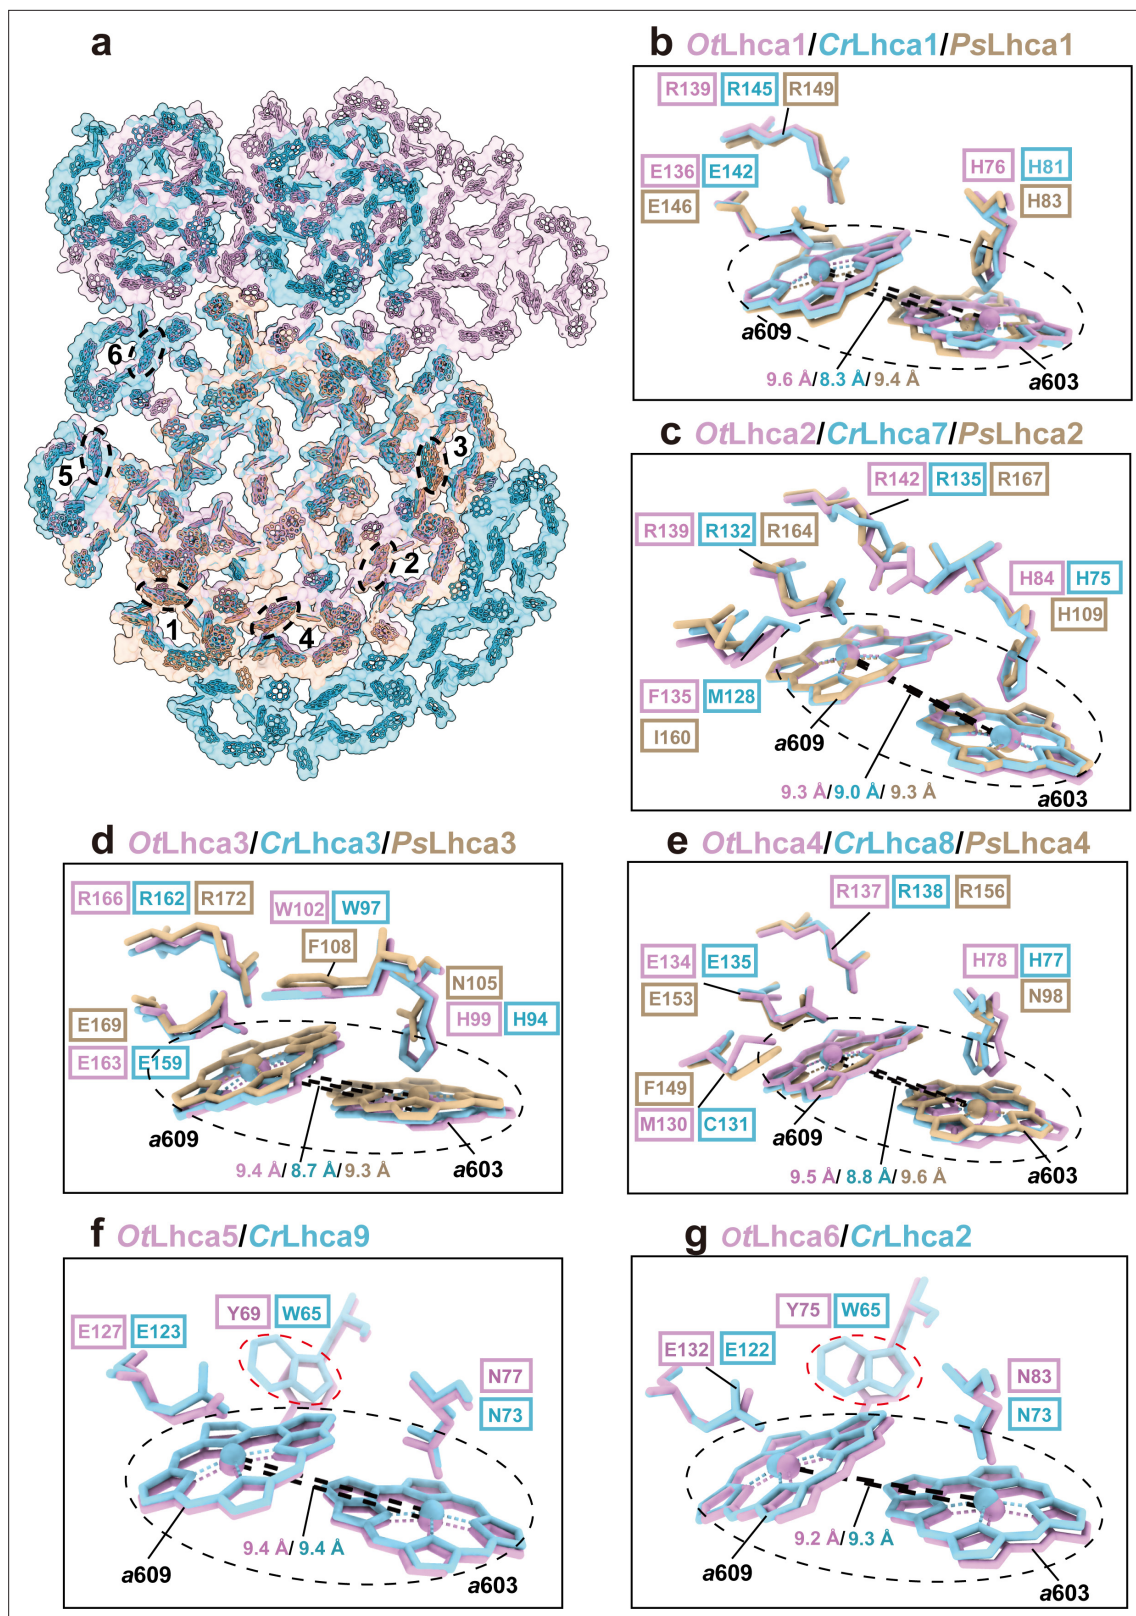 a
6
5
3
2
1
4
b OtLhca1/CrLhca1/PsLhca1
R139 R145 R149
E136 E142
E146
H76 H81
H83
a609
a603
9.6 Å/8.3 Å/9.4 Å
c OtLhca2/CrLhca7/PsLhca2
R142 R135 R167
R139 R132 R164
H84 H75
H109
F135 M128
I160
a609
a603
9.3 Å/9.0 Å/9.3 Å
d OtLhca3/CrLhca3/PsLhca3
R166 R162 R172
W102 W97
F108
N105
H99 H94
E169
E163 E159
a609
a603
9.4 Å/8.7 Å/9.3 Å
e OtLhca4/CrLhca8/PsLhca4
R137 R138 R156
E134 E135
E153
H78 H77
N98
F149
M130 C131
a609
a603
9.5 Å/8.8 Å/9.6 Å
f OtLhca5/CrLhca9
Y69 W65
E127 E123
N77
N73
9.4 Å/9.4 Å
a609
a603
g OtLhca6/CrLhca2
Y75 W65
E132 E122
N83
N73
9.2 Å/9.3 Å
a609
a603